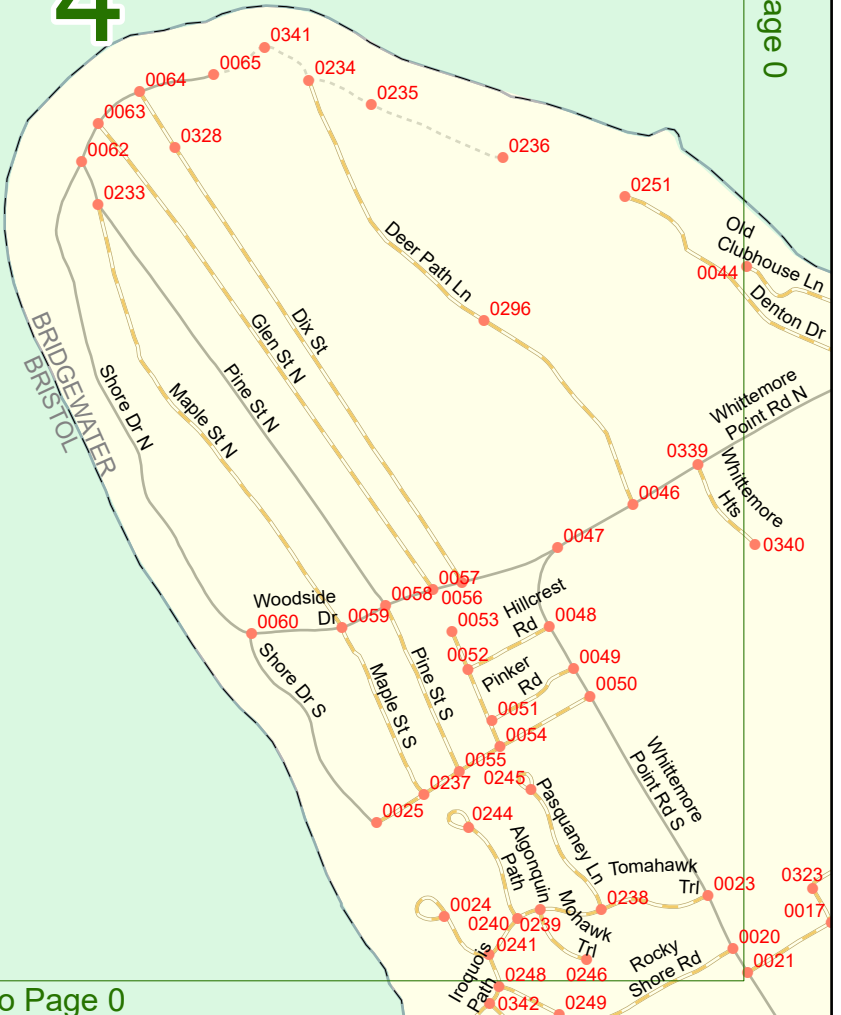 4
age 0
0341
0065
0064
0234
0235
0063
0328
0236
0062
0251
0233
Old
Clubhouse Ln
0044
Deer Path Ln
Denton Dr
0296
BRIDGEWATER
BRISTOL
Dix St
Glen St N
Pine St N
Shore Dr N
Maple St N
Whittemore
Point Rd N
0339
Whittemore
Hts
0046
0047
0340
0057
0056
0058
Hillcrest
Rd
Woodside
Dr
0059
0060
0053
0048
0052
0049
Pinker
Rd
0050
Shore Dr S
Maple St S
Pine St S
0051
0054
0055
0245
0237
Whittemore
Point Rd S
0025
0244
Pasquaney Ln
Algonquin
Path
Tomahawk
Trl
0023
0323
0024
0238
0017
0240
0239
Mohawk
Trl
0241
0020
Rocky
Shore Rd
0021
Iroquois
Path
0248
0246
0342
0249
o Page 0